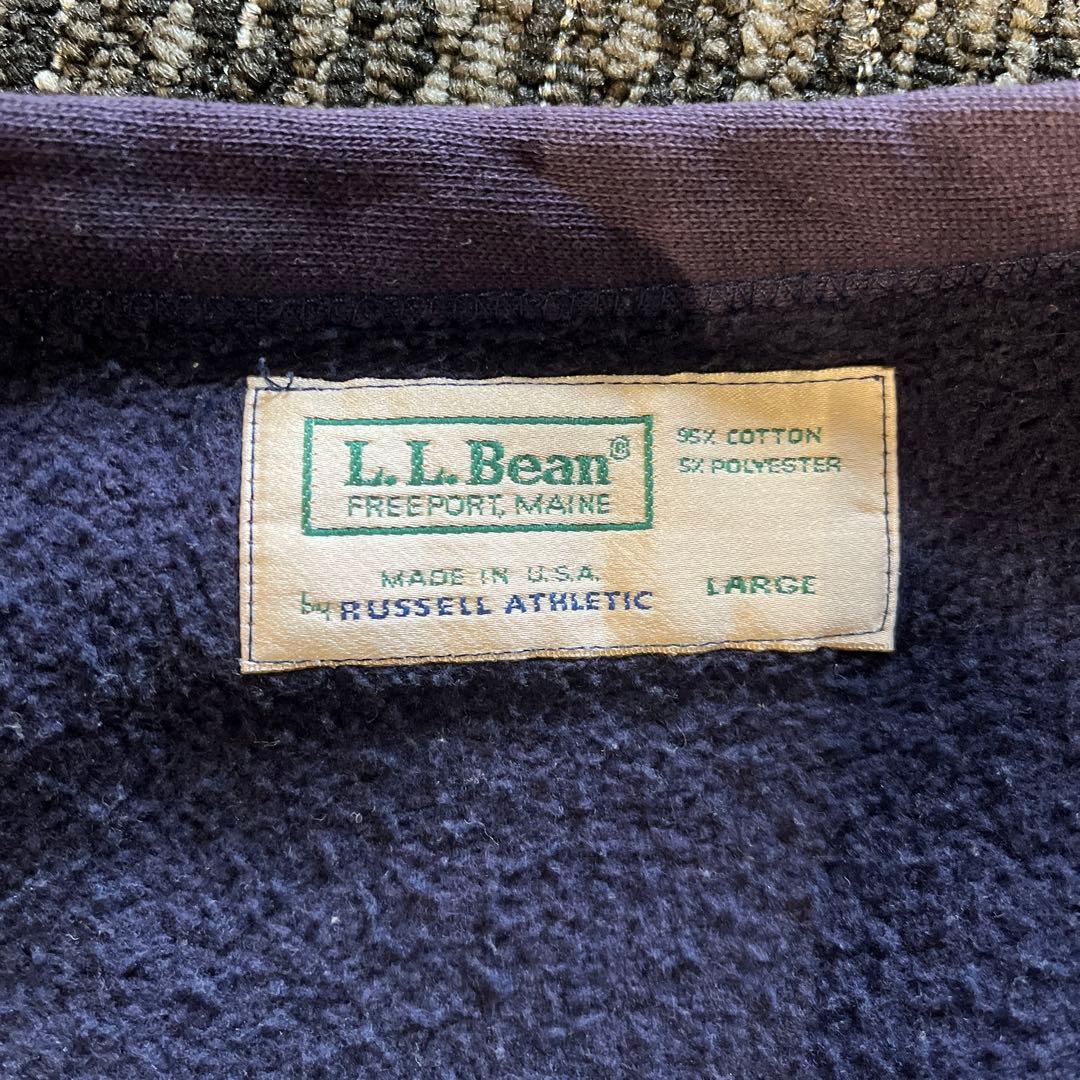 L.L.Bean®
FREEPORT, MAINE
95% COTTON
5% POLYESTER
MADE IN U.S.A.
by RUSSELL ATHLETIC
LARGE